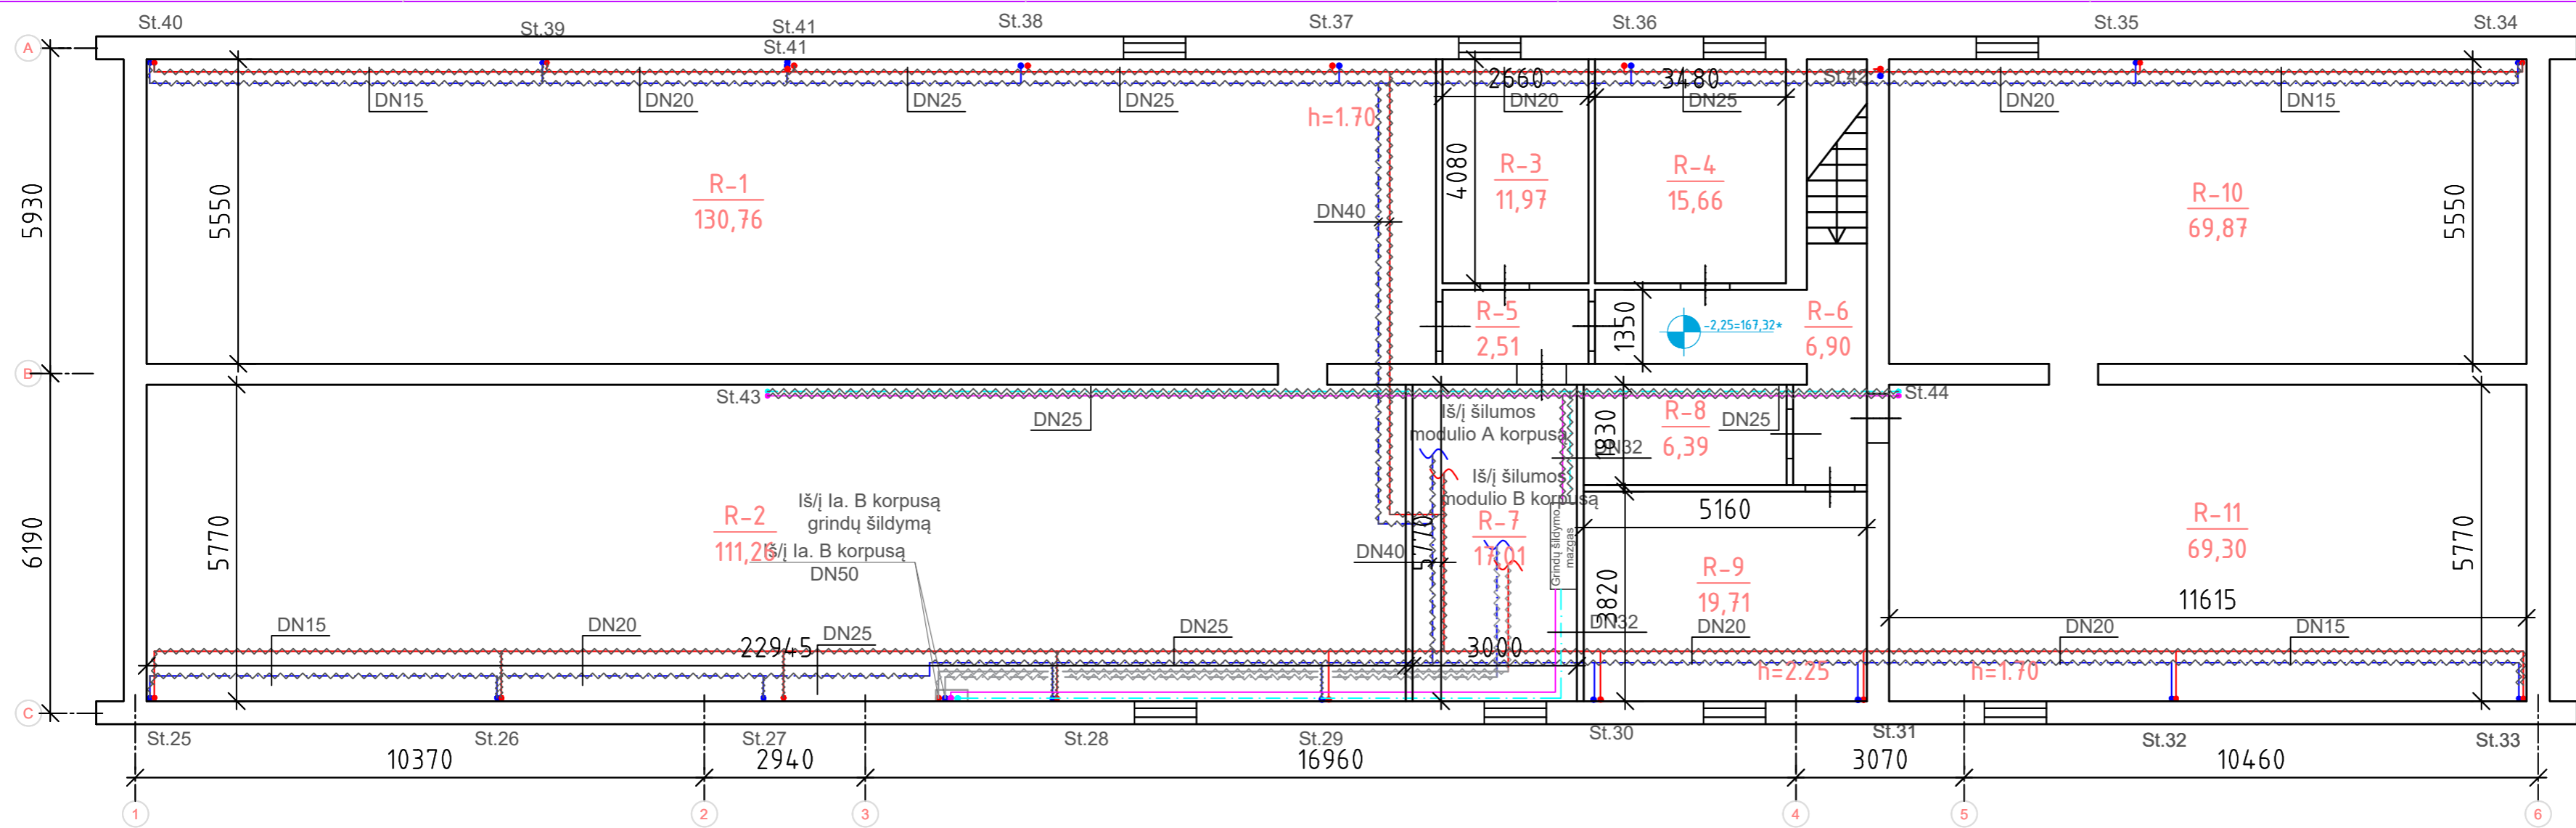 St.40
St.39
St.41
St.38
St.37
St.36
St.35
St.34
St.41
A
St.42
2660
3480
DN15
DN20
DN25
DN25
DN20
DN25
DN20
DN15
h=1.70
5930
5550
R-1
130,76
DN40
4080
R-3
11,97
R-4
15,66
R-10
69,87
5550
R-5
2,51
1350
-2,25=167,32*
R-6
6,90
B
St.43
DN25
Iš/į šilumos
modulio A korpusą
1830
R-8
6,39
DN25
St.44
DN32
Iš/į šilumos
modulio B korpusą
6190
5770
R-2
111,26
Iš/į Ia. B korpusą
grindų šildymą
Iš/į Ia. B korpusą
DN50
DN40
5770
R-7
17,01
Grindų šildymo
mazgas
5160
3820
R-9
19,71
R-11
69,30
5770
11615
DN15
DN20
DN25
22945
DN25
3000
DN32
DN20
DN20
DN15
h=2.25
h=1.70
C
St.25
St.26
St.27
St.28
St.29
St.30
St.31
St.32
St.33
10370
2940
16960
3070
10460
1
2
3
4
5
6